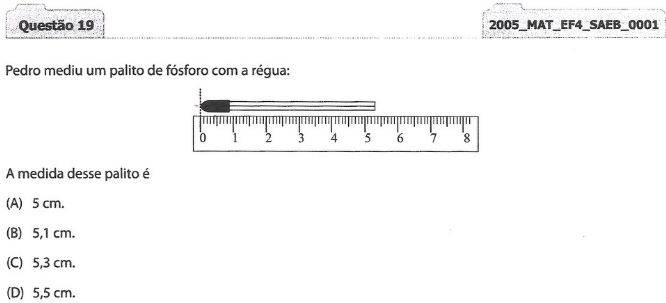 Questão 19
2005_MAT_EF4_SAEB_0001
Pedro mediu um palito de fósforo com a régua:
0 1 2 3 4 5 6 7 8
A medida desse palito é
(A) 5 cm.
(B) 5,1 cm.
(C) 5,3 cm.
(D) 5,5 cm.